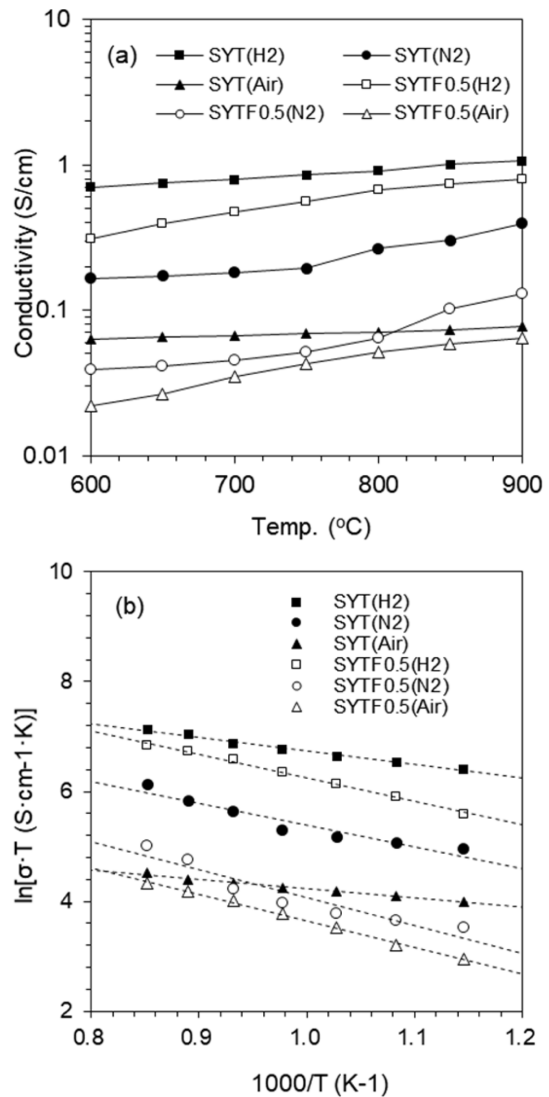 10
(a)
SYT(H2) SYT(N2)
SYT(Air) SYTF0.5(H2)
SYTF0.5(N2) SYTF0.5(Air)
1
0.1
0.01
Conductivity (S/cm)
600 700 800 900
Temp. (°C)
10
(b)
SYT(H2)
SYT(N2)
SYT(Air)
SYTF0.5(H2)
SYTF0.5(N2)
SYTF0.5(Air)
8
6
4
2
ln[σ·T (S·cm-1·K)]
0.8 0.9 1.0 1.1 1.2
1000/T (K-1)